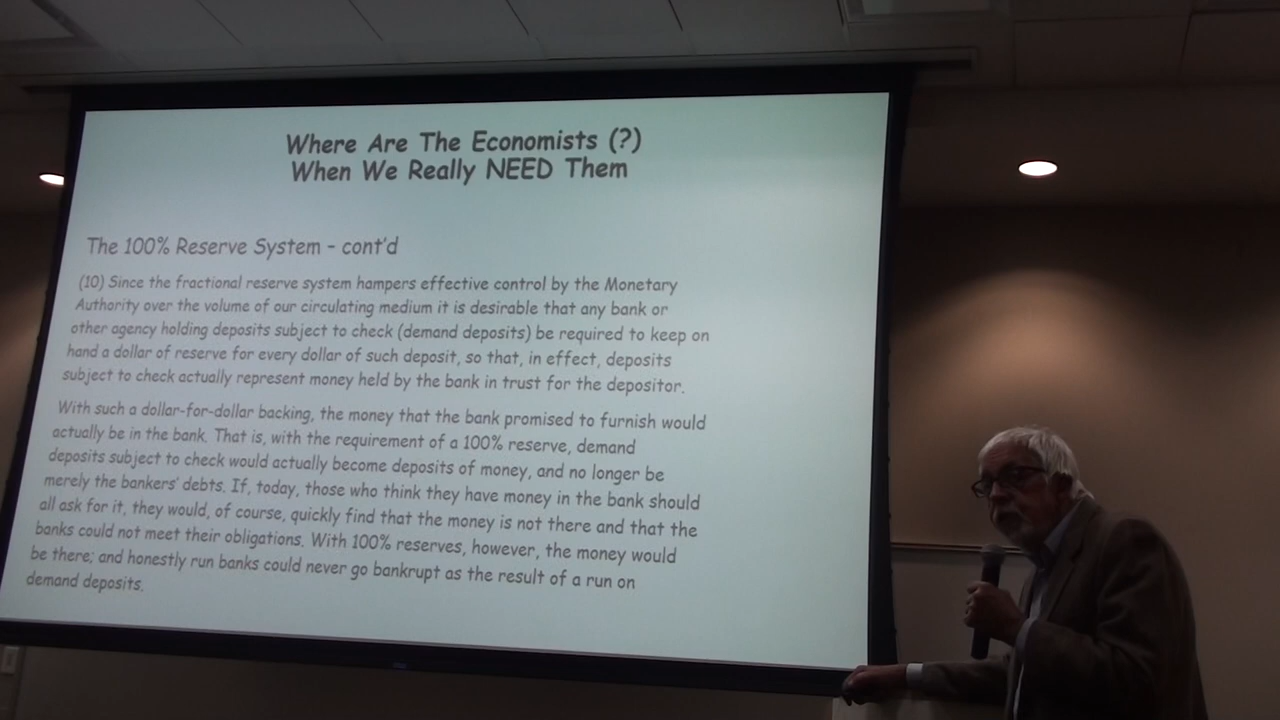 Where Are The Economists (?)
When We Really NEED Them
The 100% Reserve System - cont'd
(10) Since the fractional reserve system hampers effective control by the Monetary
Authority over the volume of our circulating medium it is desirable that any bank or
other agency holding deposits subject to check (demand deposits) be required to keep on
hand a dollar of reserve for every dollar of such deposit, so that, in effect, deposits
subject to check actually represent money held by the bank in trust for the depositor.
With such a dollar-for-dollar backing, the money that the bank promised to furnish would
actually be in the bank. That is, with the requirement of a 100% reserve, demand
deposits subject to check would actually become deposits of money, and no longer be
merely the bankers' debts. If, today, those who think they have money in the bank should
all ask for it, they would, of course, quickly find that the money is not there and that the
banks could not meet their obligations. With 100% reserves, however, the money would
be there; and honestly run banks could never go bankrupt as the result of a run on
demand deposits.